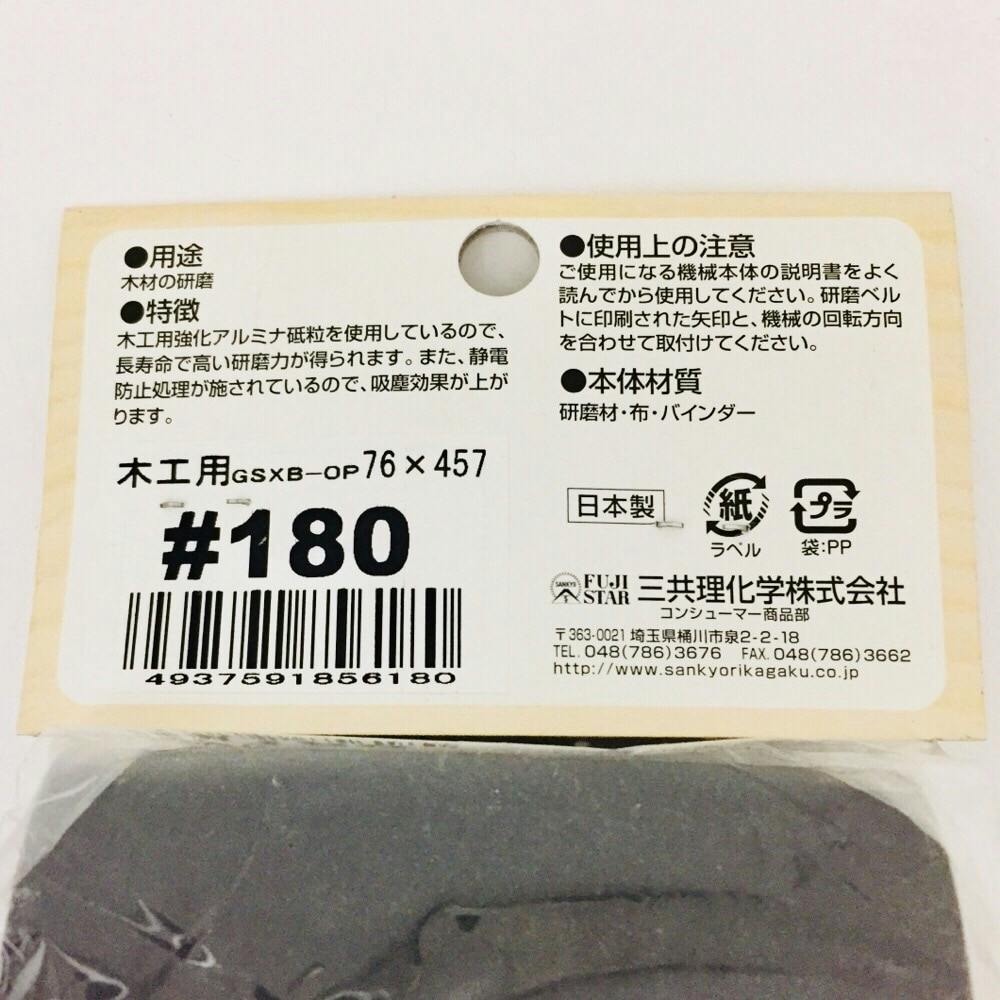 ●用途
木材の研磨
●特徴
木工用強化アルミナ砥粒を使用しているので、
長寿命で高い研磨力が得られます。また、静電
防止処理が施されているので、吸塵効果が上が
ります。
木工用GSXB-OP76×457
#180
4937591856180
●使用上の注意
ご使用になる機械本体の説明書をよく
読んでから使用してください。研磨ベル
トに印刷された矢印と、機械の回転方向
を合わせて取付けてください。
●本体材質
研磨材・布・バインダー
日本製
紙
ラベル
プラ
袋:PP
SANKYO
FUJI
STAR
三共理化学株式会社
コンシューマー商品部
〒363-0021 埼玉県桶川市泉2-2-18
TEL. 048(786)3676 FAX. 048(786)3662
http://www.sankyorikagaku.co.jp